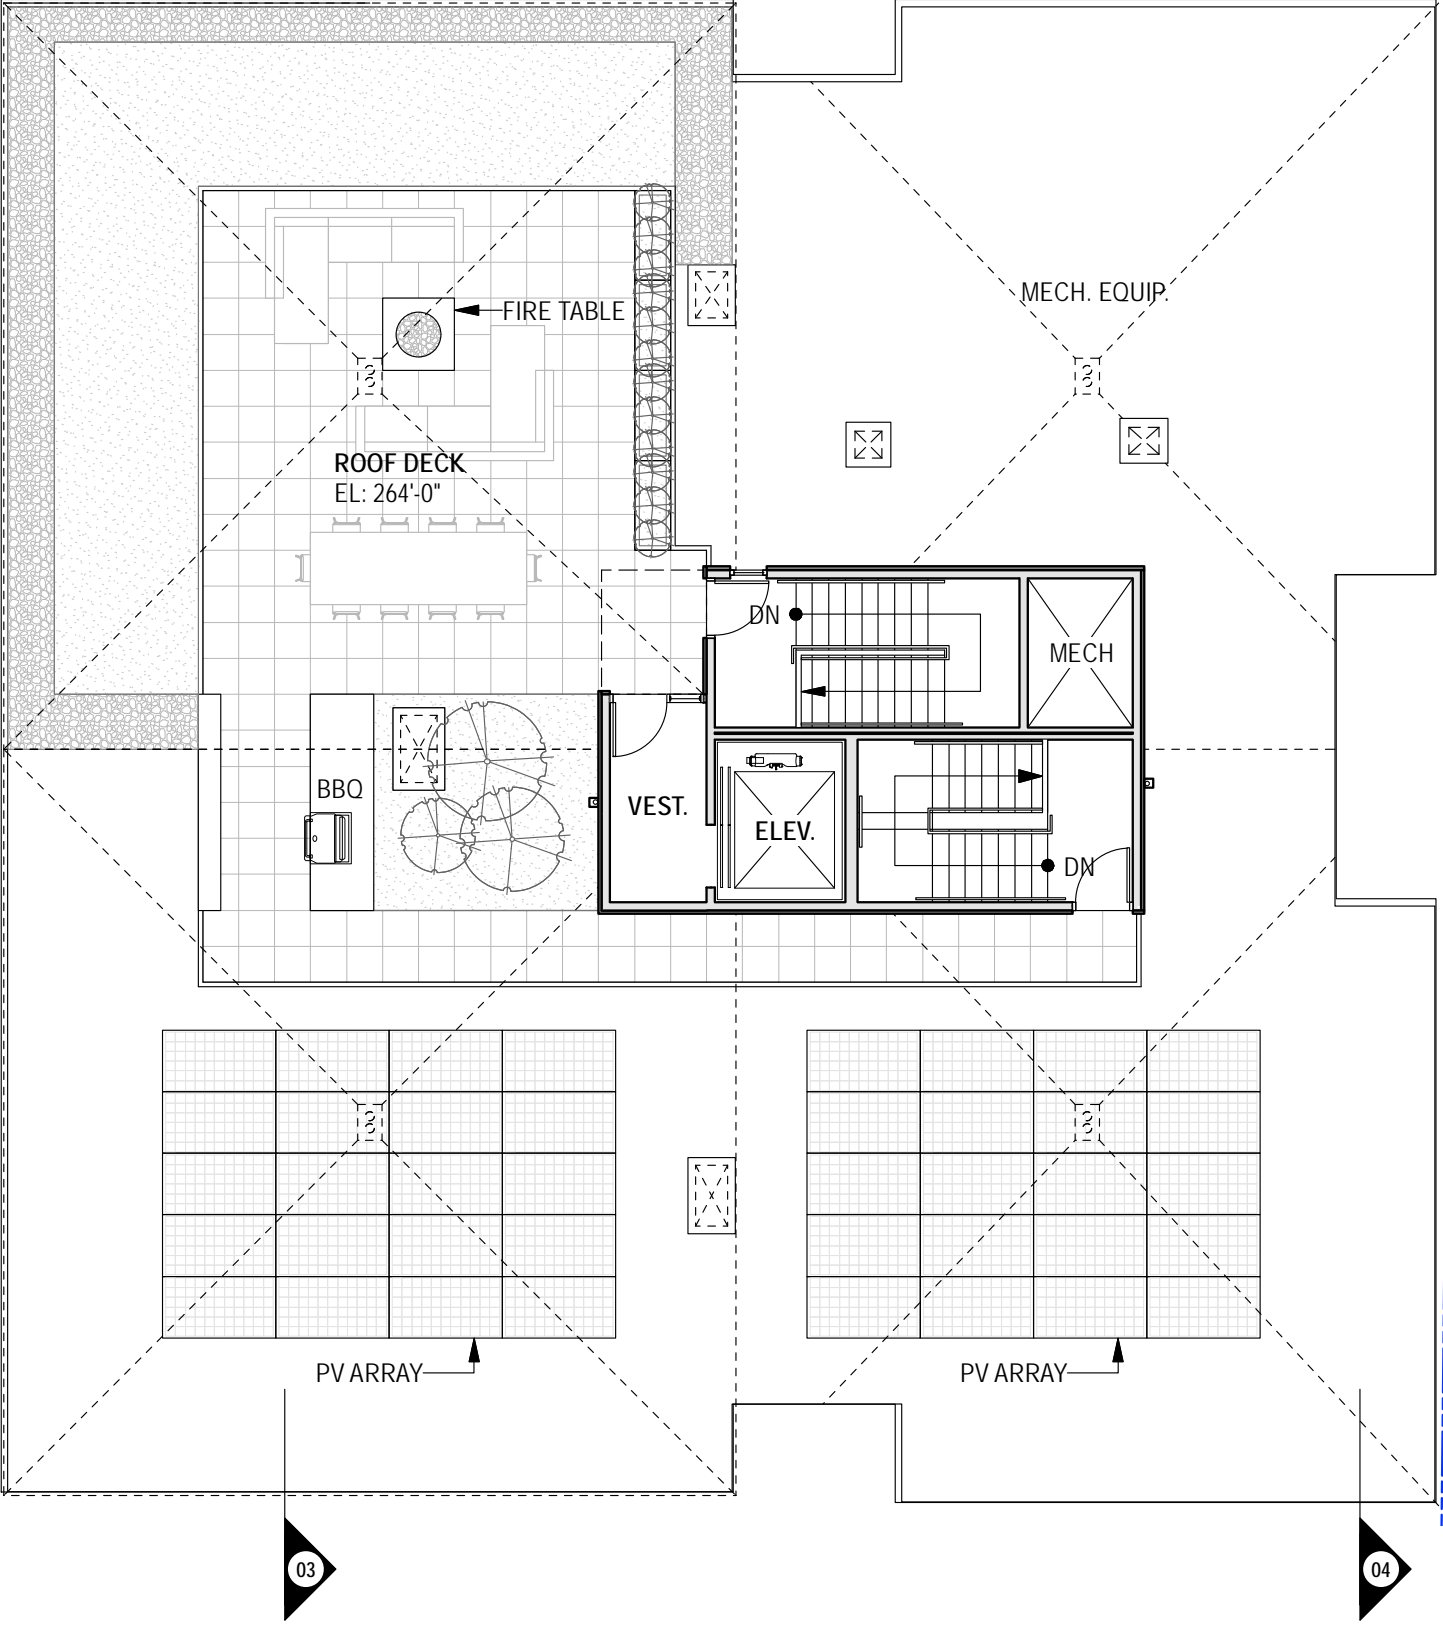 MECH. EQUIP.
FIRE TABLE
ROOF DECK
EL: 264'-0"
DN
MECH
BBQ
VEST.
ELEV.
DN
PV ARRAY
PV ARRAY
03
04